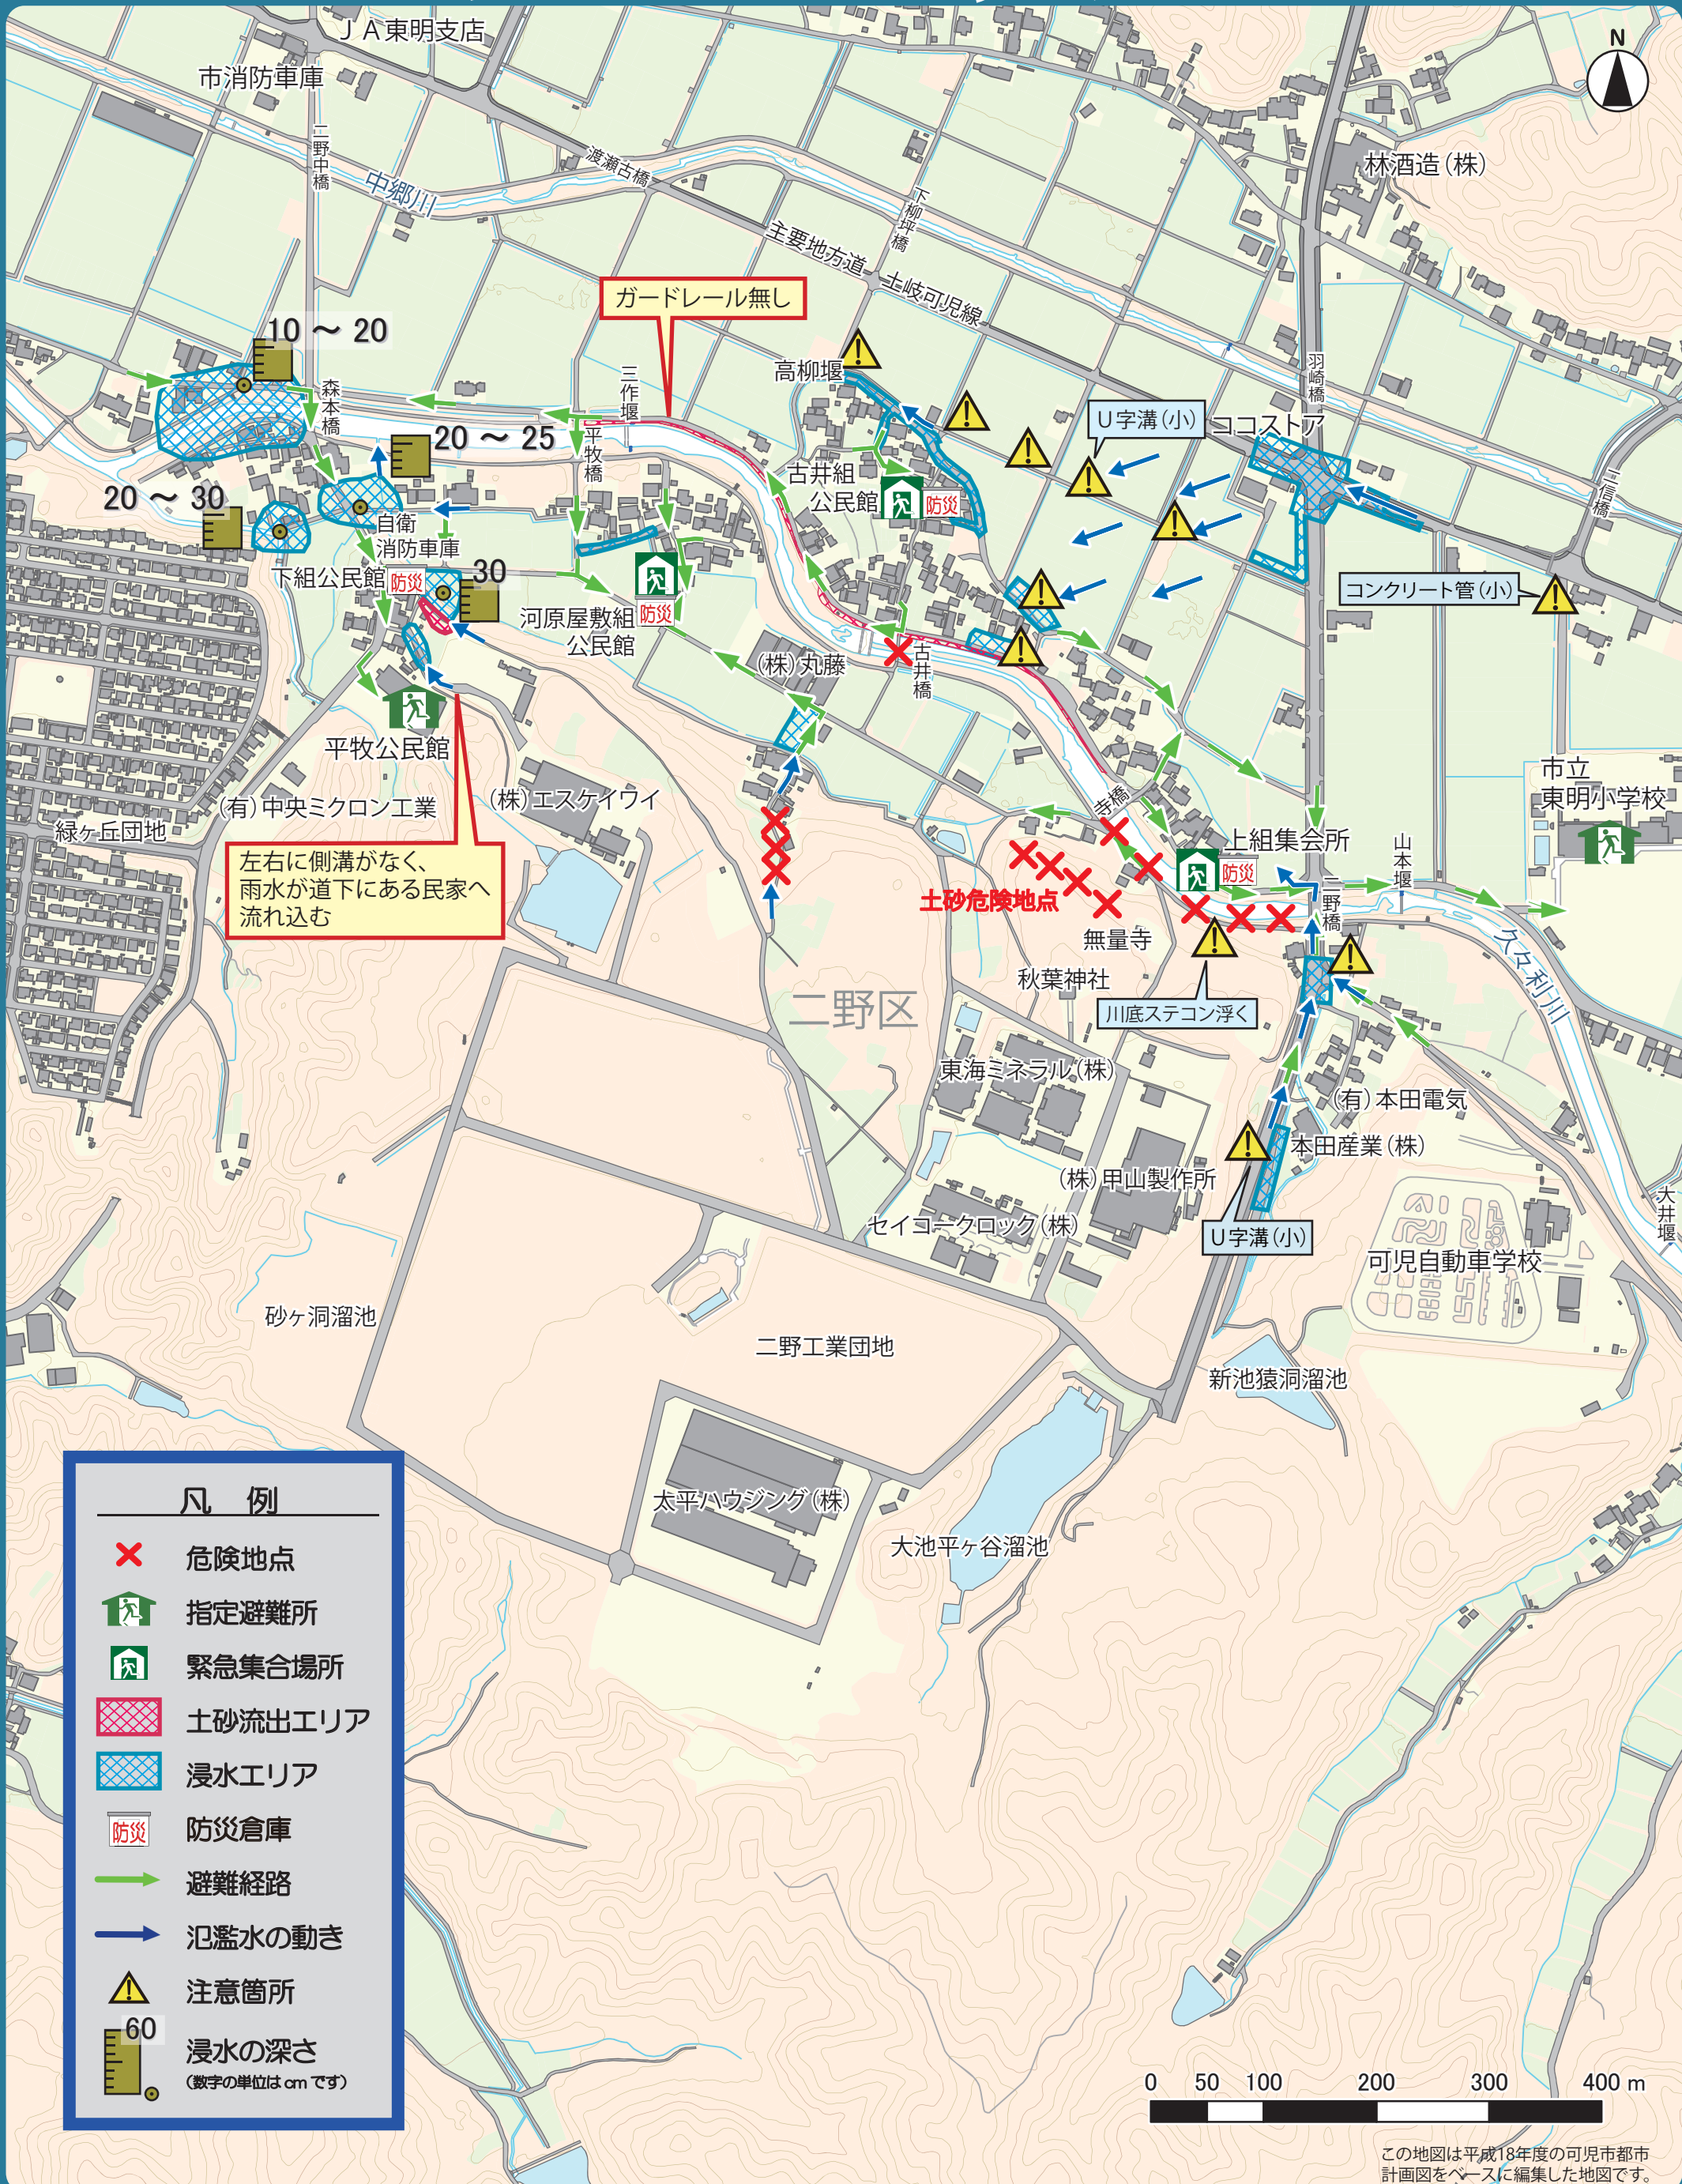 ＪＡ東明支店
N
市消防車庫
二野中橋
渡瀬古橋
林酒造（株）
中郷川
下柳坪橋
主要地方道　土岐可児線
ガードレール無し
10 ～ 20
羽崎橋
高柳堰
三作堰
森本橋
Ｕ字溝（小）
ココストア
20 ～ 25
平牧橋
古井組
公民館
防災
二信橋
20 ～ 30
自衛
消防車庫
下組公民館
防災
30
コンクリート管（小）
河原屋敷組
公民館
防災
（株）丸藤
古井橋
平牧公民館
市立
東明小学校
（有）中央ミクロン工業
（株）エスケイワイ
寺橋
緑ヶ丘団地
上組集会所
防災
山本堰
左右に側溝がなく、
雨水が道下にある民家へ
流れ込む
土砂危険地点
二野橋
無量寺
久々利川
秋葉神社
二野区
川底ステコン浮く
東海ミネラル（株）
（有）本田電気
本田産業（株）
（株）甲山製作所
大井堰
セイコークロック（株）
Ｕ字溝（小）
可児自動車学校
砂ヶ洞溜池
二野工業団地
新池猿洞溜池
太平ハウジング（株）
大池平ヶ谷溜池
凡　例
危険地点
指定避難所
緊急集合場所
土砂流出エリア
浸水エリア
防災
防災倉庫
避難経路
氾濫水の動き
注意箇所
60
浸水の深さ
（数字の単位は cm です）
0 50 100 200 300 400 m
この地図は平成18年度の可児市都市
計画図をベースに編集した地図です。